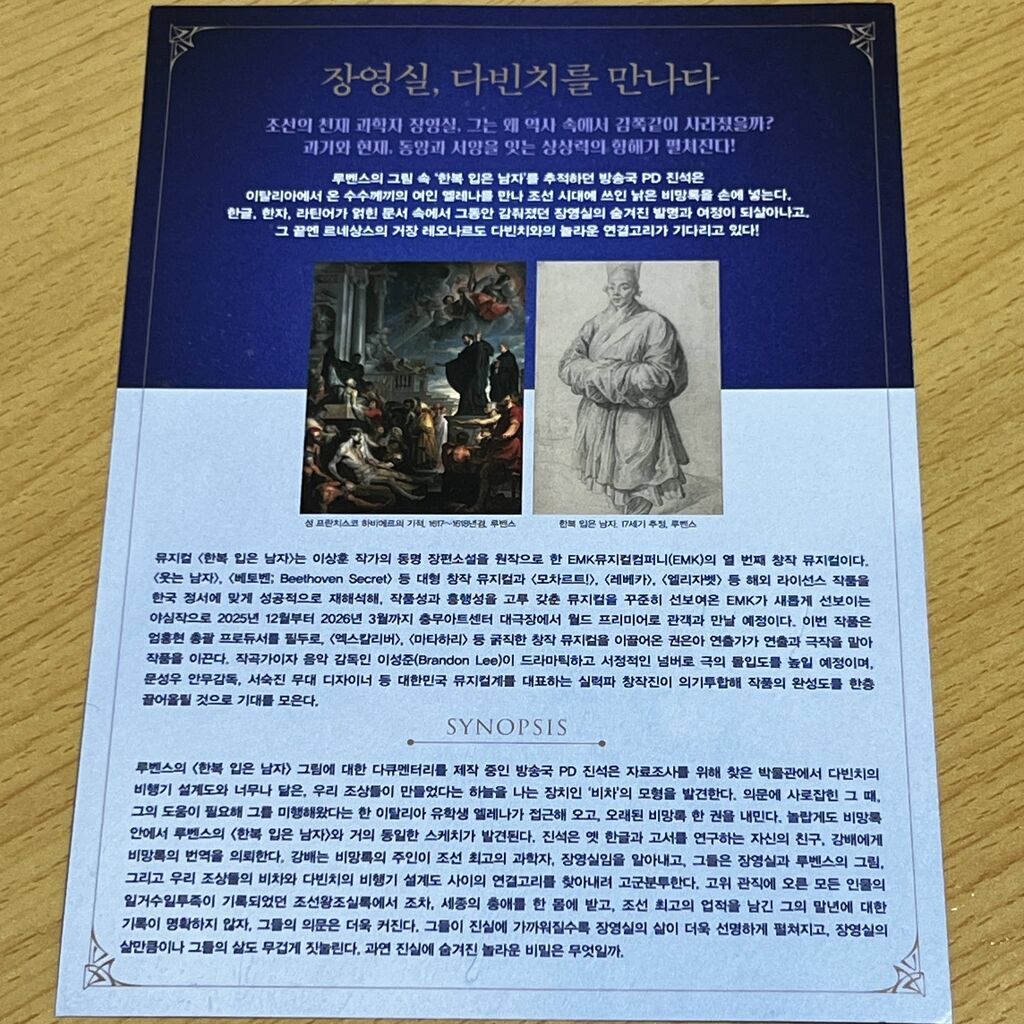 장영실, 다빈치를 만나다
조선의 천재 과학자 장영실, 그는 왜 역사 속에서 감쪽같이 사라졌을까?
과거와 현재, 동양과 서양을 잇는 상상력의 항해가 펼쳐진다!
루벤스의 그림 속 '한복 입은 남자'를 추적하던 방송국 PD 진석은
이탈리아에서 온 수수께끼의 여인 엘레나를 만나 조선 시대에 쓰인 낡은 비망록을 손에 넣는다.
한글, 한자, 라틴어가 얽힌 문서 속에서 그동안 감춰졌던 장영실의 숨겨진 발명과 여정이 되살아나고,
그 끝엔 르네상스의 거장 레오나르도 다빈치와의 놀라운 연결고리가 기다리고 있다!
성 프란치스코 하비에르의 기적, 1617~1618년경, 루벤스
한복 입은 남자, 17세기 추정, 루벤스
뮤지컬 〈한복 입은 남자〉는 이상훈 작가의 동명 장편소설을 원작으로 한 EMK뮤지컬컴퍼니(EMK)의 열 번째 창작 뮤지컬이다.
〈웃는 남자〉, 〈베토벤; Beethoven Secret〉 등 대형 창작 뮤지컬과 〈모차르트!〉, 〈레베카〉, 〈엘리자벳〉 등 해외 라이선스 작품을
한국 정서에 맞게 성공적으로 재해석해, 작품성과 흥행성을 고루 갖춘 뮤지컬을 꾸준히 선보여온 EMK가 새롭게 선보이는
야심작으로 2025년 12월부터 2026년 3월까지 충무아트센터 대극장에서 월드 프리미어로 관객과 만날 예정이다. 이번 작품은
엄홍현 총괄 프로듀서를 필두로, 〈엑스칼리버〉, 〈마타하리〉 등 굵직한 창작 뮤지컬을 이끌어온 권은아 연출가가 연출과 극작을 맡아
작품을 이끈다. 작곡가이자 음악 감독인 이성준(Brandon Lee)이 드라마틱하고 서정적인 넘버로 극의 몰입도를 높일 예정이며,
문성우 안무감독, 서숙진 무대 디자이너 등 대한민국 뮤지컬계를 대표하는 실력파 창작진이 의기투합해 작품의 완성도를 한층
끌어올릴 것으로 기대를 모은다.
SYNOPSIS
루벤스의 〈한복 입은 남자〉 그림에 대한 다큐멘터리를 제작 중인 방송국 PD 진석은 자료조사를 위해 찾은 박물관에서 다빈치의
비행기 설계도와 너무나 닮은, 우리 조상들이 만들었다는 하늘을 나는 장치인 '비차'의 모형을 발견한다. 의문에 사로잡힌 그 때,
그의 도움이 필요해 그를 미행해왔다는 한 이탈리아 유학생 엘레나가 접근해 오고, 오래된 비망록 한 권을 내민다. 놀랍게도 비망록
안에서 루벤스의 〈한복 입은 남자〉와 거의 동일한 스케치가 발견된다. 진석은 옛 한글과 고서를 연구하는 자신의 친구, 강배에게
비망록의 번역을 의뢰한다. 강배는 비망록의 주인이 조선 최고의 과학자, 장영실임을 알아내고, 그들은 장영실과 루벤스의 그림,
그리고 우리 조상들의 비차와 다빈치의 비행기 설계도 사이의 연결고리를 찾아내려 고군분투한다. 고위 관직에 오른 모든 인물의
일거수일투족이 기록되었던 조선왕조실록에서 조차, 세종의 총애를 한 몸에 받고, 조선 최고의 업적을 남긴 그의 말년에 대한
기록이 명확하지 않자, 그들의 의문은 더욱 커진다. 그들이 진실에 가까워질수록 장영실의 삶이 더욱 선명하게 펼쳐지고, 장영실의
삶만큼이나 그들의 삶도 무겁게 짓눌린다. 과연 진실에 숨겨진 놀라운 비밀은 무엇일까.